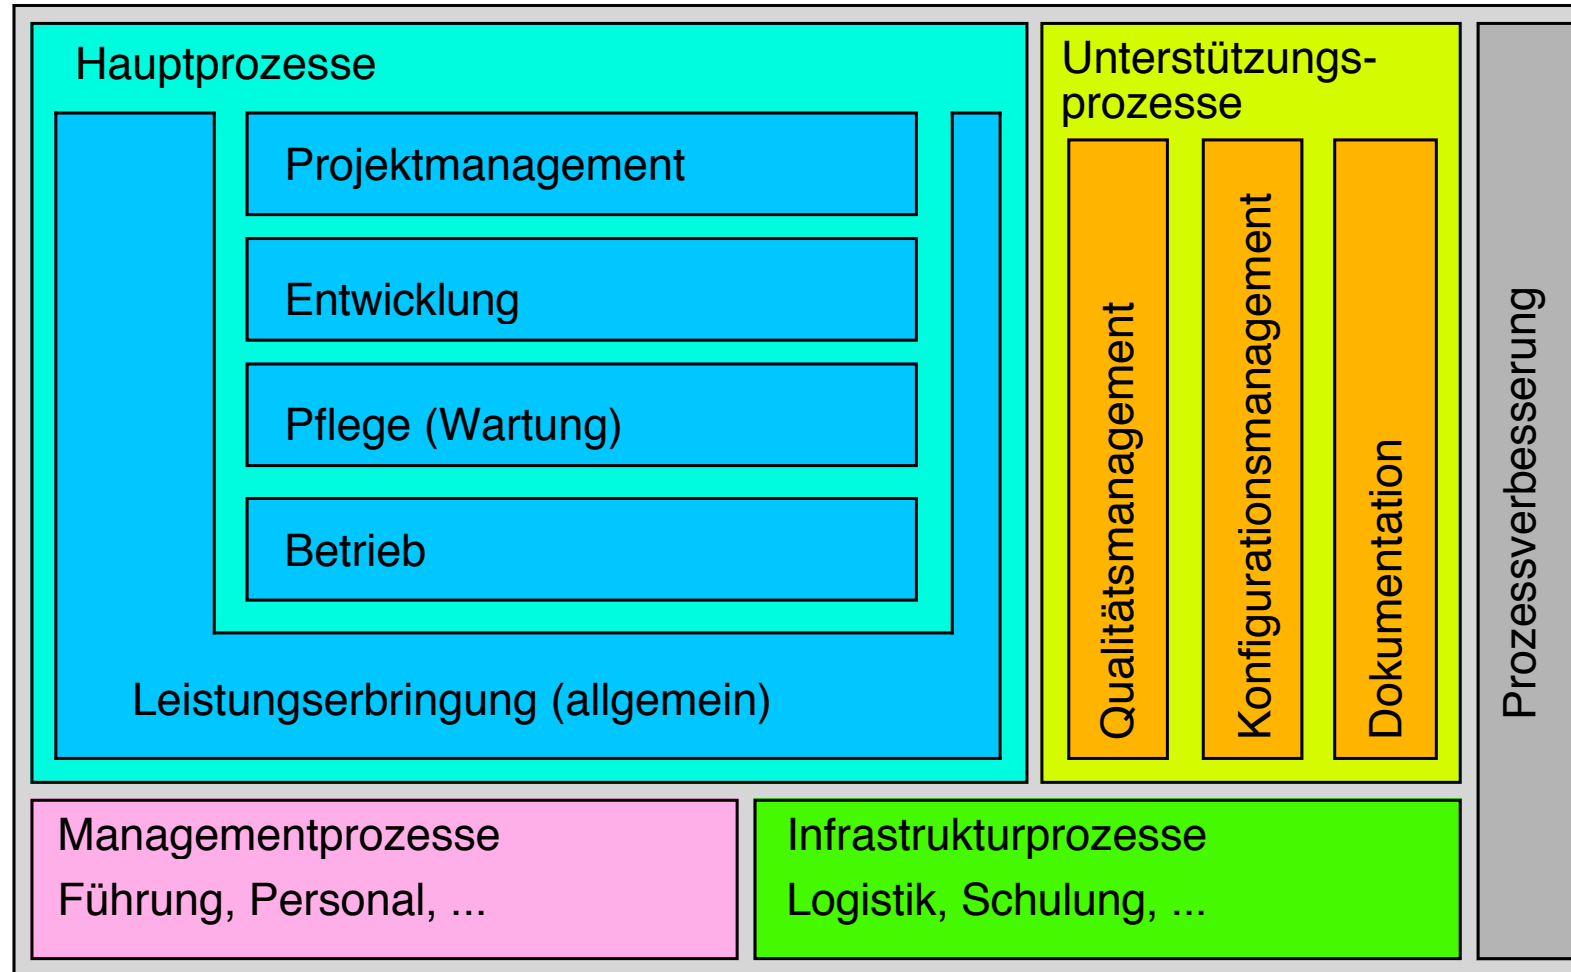 Hauptprozesse
Projektmanagement
Entwicklung
Pflege (Wartung)
Betrieb
Leistungserbringung (allgemein)
Unterstützungs-
prozesse
Qualitätsmanagement
Konfigurationsmanagement
Dokumentation
Prozessverbesserung
Managementprozesse
Führung, Personal, ...
Infrastrukturprozesse
Logistik, Schulung, ...